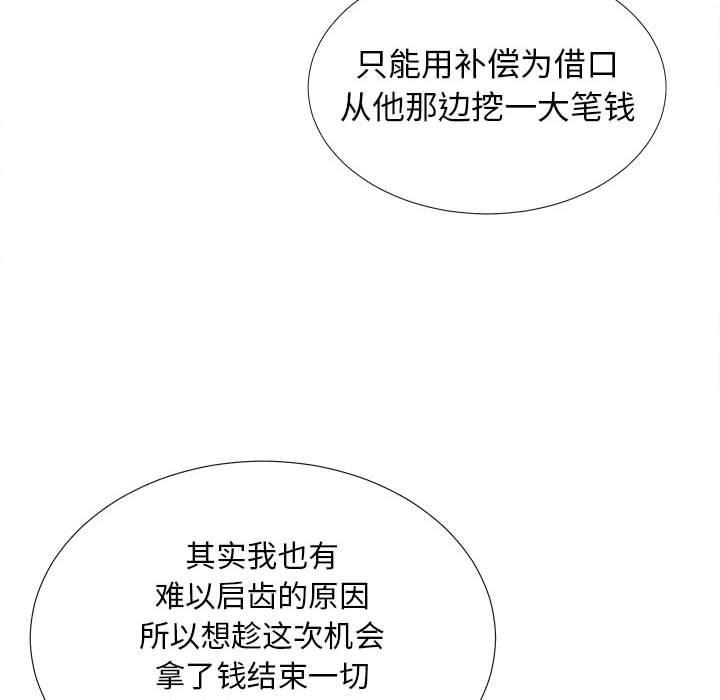 只能用补偿为借口
从他那边挖一大笔钱
其实我也有
难以启齿的原因
所以想趁这次机会
拿了钱结束一切